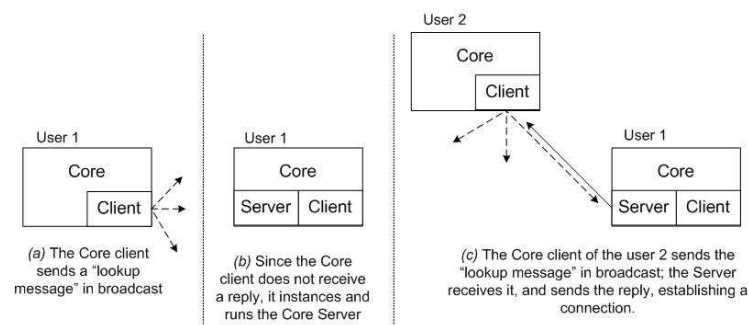 User 1
Core
Client
(a) The Core client
sends a “lookup
message” in broadcast
User 1
Core
Server
Client
(b) Since the Core
client does not receive
a reply, it instances and
runs the Core Server
User 2
Core
Client
User 1
Core
Server
Client
(c) The Core client of the user 2 sends the
“lookup message” in broadcast; the Server
receives it, and sends the reply, establishing a
connection.